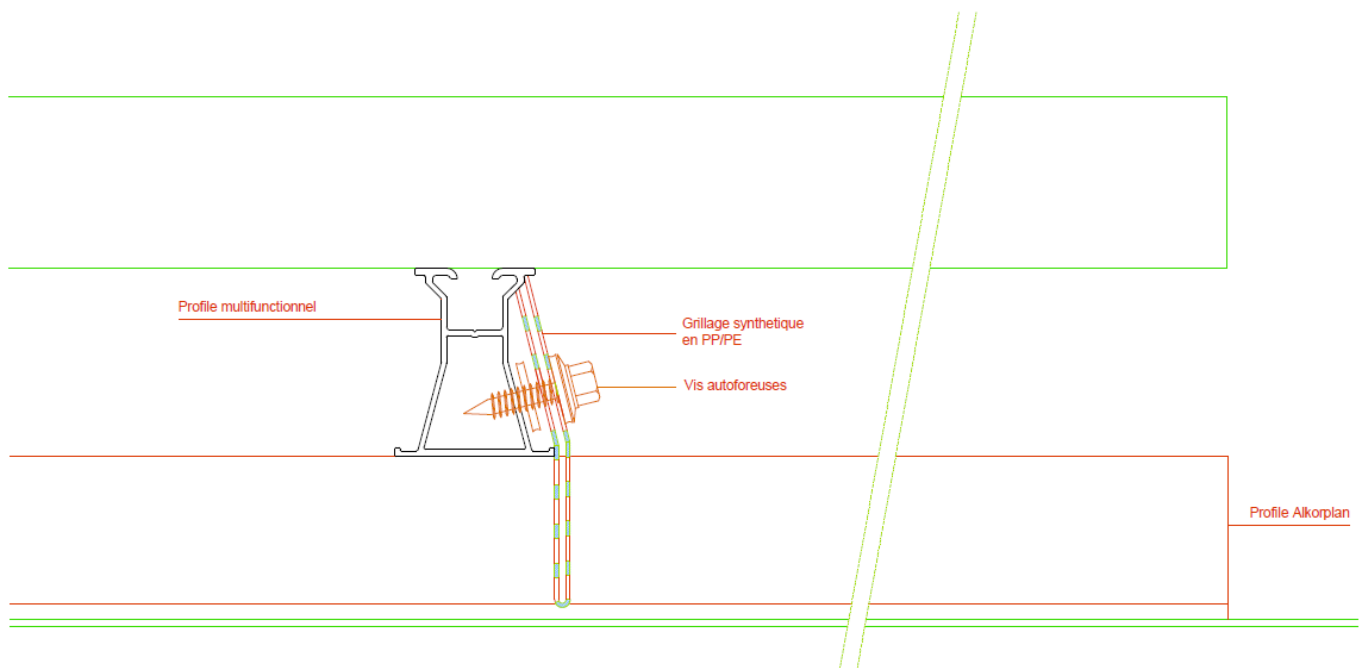 Profile multifunctionnel
Grillage synthetique
en PP/PE
Vis autoforeuses
Profile Alkorplan